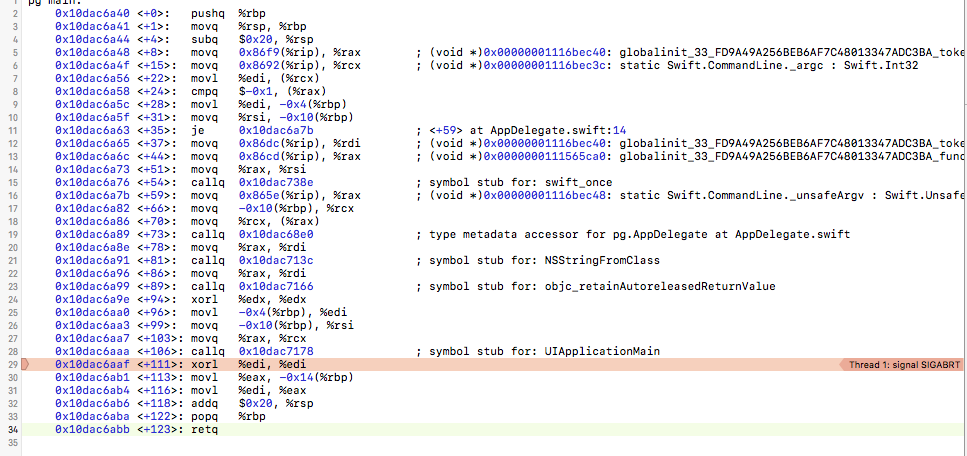 pg`main:
2 0x10dac6a40 <+0>: pushq %rbp
3 0x10dac6a41 <+1>: movq %rsp, %rbp
4 0x10dac6a44 <+4>: subq $0x20, %rsp
5 0x10dac6a48 <+8>: movq 0x86f9(%rip), %rax ; (void *)0x00000001116bec40: globalinit_33_FD9A49A256BEB6AF7C48013347ADC3BA_toke
6 0x10dac6a4f <+15>: movq 0x8692(%rip), %rcx ; (void *)0x00000001116bec3c: static Swift.CommandLine._argc : Swift.Int32
7 0x10dac6a56 <+22>: movl %edi, (%rcx)
8 0x10dac6a58 <+24>: cmpq $-0x1, (%rax)
9 0x10dac6a5c <+28>: movl %edi, -0x4(%rbp)
10 0x10dac6a5f <+31>: movq %rsi, -0x10(%rbp)
11 0x10dac6a63 <+35>: je 0x10dac6a7b ; <+59> at AppDelegate.swift:14
12 0x10dac6a65 <+37>: movq 0x86dc(%rip), %rdi ; (void *)0x00000001116bec40: globalinit_33_FD9A49A256BEB6AF7C48013347ADC3BA_toke
13 0x10dac6a6c <+44>: movq 0x86cd(%rip), %rax ; (void *)0x0000000111565ca0: globalinit_33_FD9A49A256BEB6AF7C48013347ADC3BA_func
14 0x10dac6a73 <+51>: movq %rax, %rsi
15 0x10dac6a76 <+54>: callq 0x10dac738e ; symbol stub for: swift_once
16 0x10dac6a7b <+59>: movq 0x865e(%rip), %rax ; (void *)0x00000001116bec48: static Swift.CommandLine._unsafeArgv : Swift.Unsafe
17 0x10dac6a82 <+66>: movq -0x10(%rbp), %rcx
18 0x10dac6a86 <+70>: movq %rcx, (%rax)
19 0x10dac6a89 <+73>: callq 0x10dac68e0 ; type metadata accessor for pg.AppDelegate at AppDelegate.swift
20 0x10dac6a8e <+78>: movq %rax, %rdi
21 0x10dac6a91 <+81>: callq 0x10dac713c ; symbol stub for: NSStringFromClass
22 0x10dac6a96 <+86>: movq %rax, %rdi
23 0x10dac6a99 <+89>: callq 0x10dac7166 ; symbol stub for: objc_retainAutoreleasedReturnValue
24 0x10dac6a9e <+94>: xorl %edx, %edx
25 0x10dac6aa0 <+96>: movl -0x4(%rbp), %edi
26 0x10dac6aa3 <+99>: movq -0x10(%rbp), %rsi
27 0x10dac6aa7 <+103>: movq %rax, %rcx
28 0x10dac6aaa <+106>: callq 0x10dac7178 ; symbol stub for: UIApplicationMain
29 0x10dac6aaf <+111>: xorl %edi, %edi Thread 1: signal SIGABRT
30 0x10dac6ab1 <+113>: movl %eax, -0x14(%rbp)
31 0x10dac6ab4 <+116>: movl %edi, %eax
32 0x10dac6ab6 <+118>: addq $0x20, %rsp
33 0x10dac6aba <+122>: popq %rbp
34 0x10dac6abb <+123>: retq
35